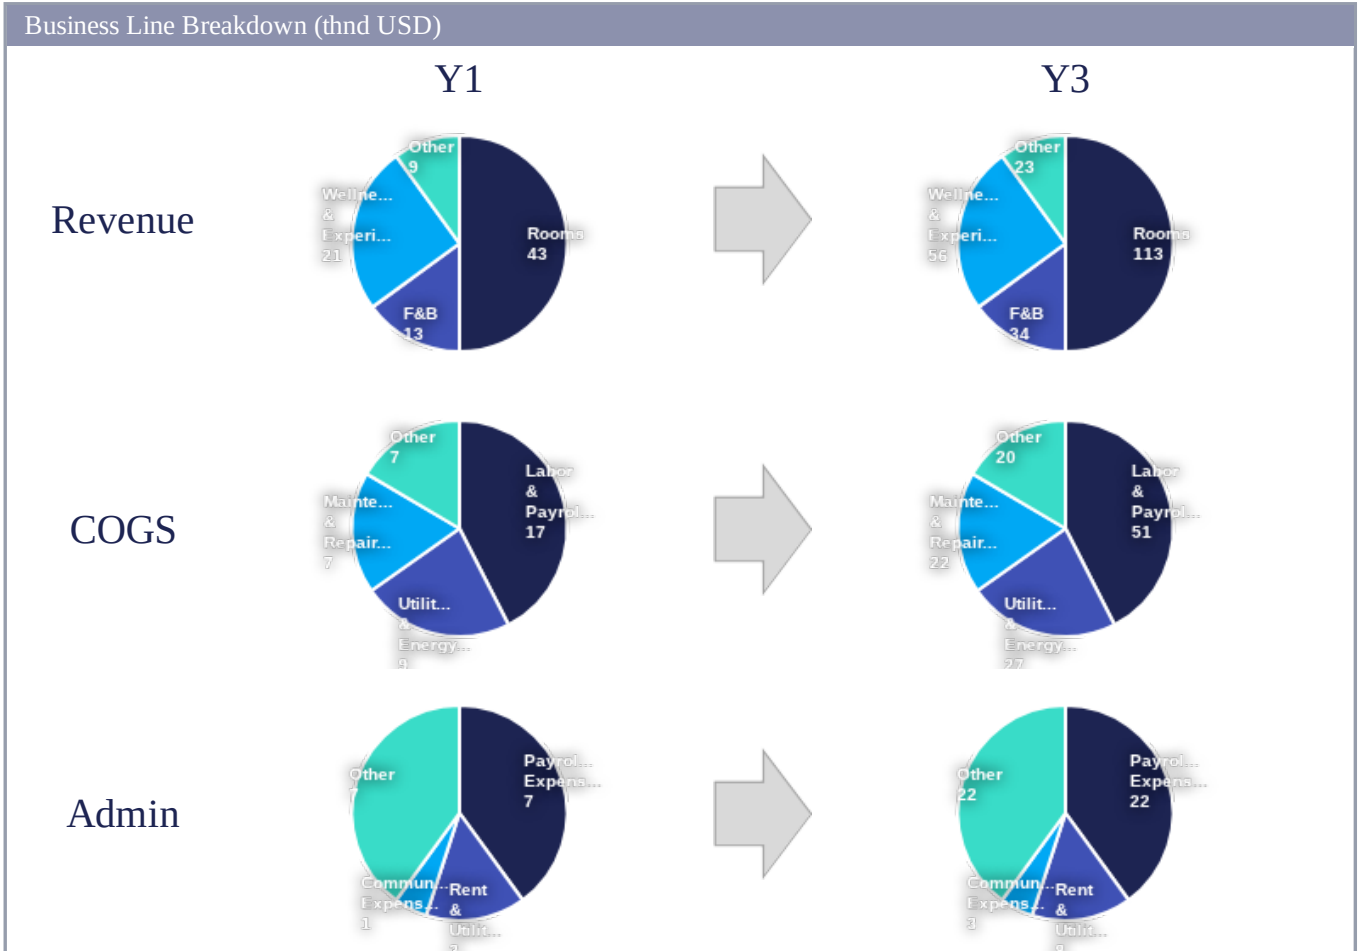 Business Line Breakdown (thnd USD)
Y1
Y3
Revenue
Other
9
Wellne...
&
Experi...
21
Rooms
43
F&B
13
Other
23
Wellne...
&
Experi...
56
Rooms
113
F&B
34
COGS
Other
7
Labor
&
Payrol...
17
Mainte...
&
Repair...
7
Utilit...
&
Energy...
9
Other
20
Labor
&
Payrol...
51
Mainte...
&
Repair...
22
Utilit...
&
Energy...
27
Admin
Other
7
Payrol...
Expens...
7
Commun...
Expens...
1
Rent
&
Utilit...
Other
22
Payrol...
Expens...
22
Commun...
Expens...
3
Rent
&
Utilit...